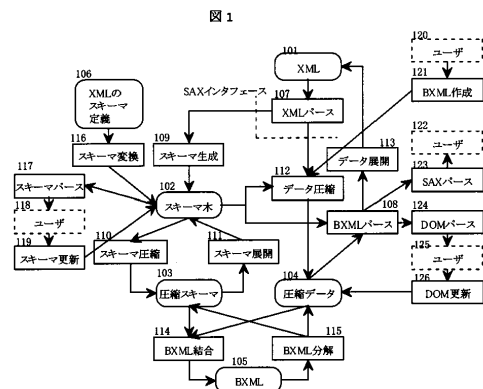 図 1
101
XML
120
ユーザ
106
XMLの
スキーマ
定義
SAXインタフェース
107
XMLパース
121
BXML作成
116
スキーマ変換
109
スキーマ生成
113
データ展開
122
ユーザ
117
スキーマパース
102
スキーマ木
112
データ圧縮
123
SAXパース
118
ユーザ
108
BXMLパース
124
DOMパース
119
スキーマ更新
110
スキーマ圧縮
111
スキーマ展開
125
ユーザ
103
圧縮スキーマ
104
圧縮データ
126
DOM更新
114
BXML結合
115
BXML分解
105
BXML